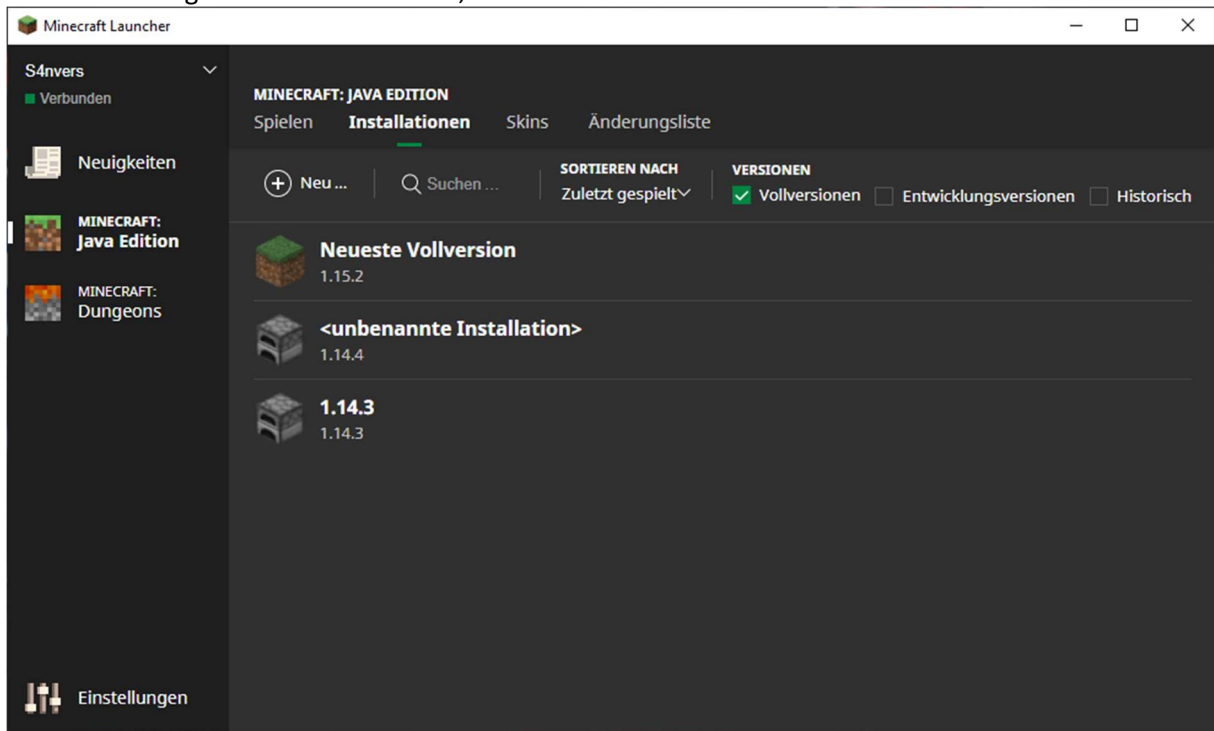 Minecraft Launcher
S4nvers
Verbunden
Neuigkeiten
MINECRAFT:
Java Edition
MINECRAFT:
Dungeons
Einstellungen
MINECRAFT: JAVA EDITION
Spielen Installationen Skins Änderungsliste
Neu ... Suchen ...
SORTIEREN NACH
Zuletzt gespielt
VERSIONEN
Vollversionen Entwicklungsversionen Historisch
Neueste Vollversion
1.15.2
<unbenannte Installation>
1.14.4
1.14.3
1.14.3